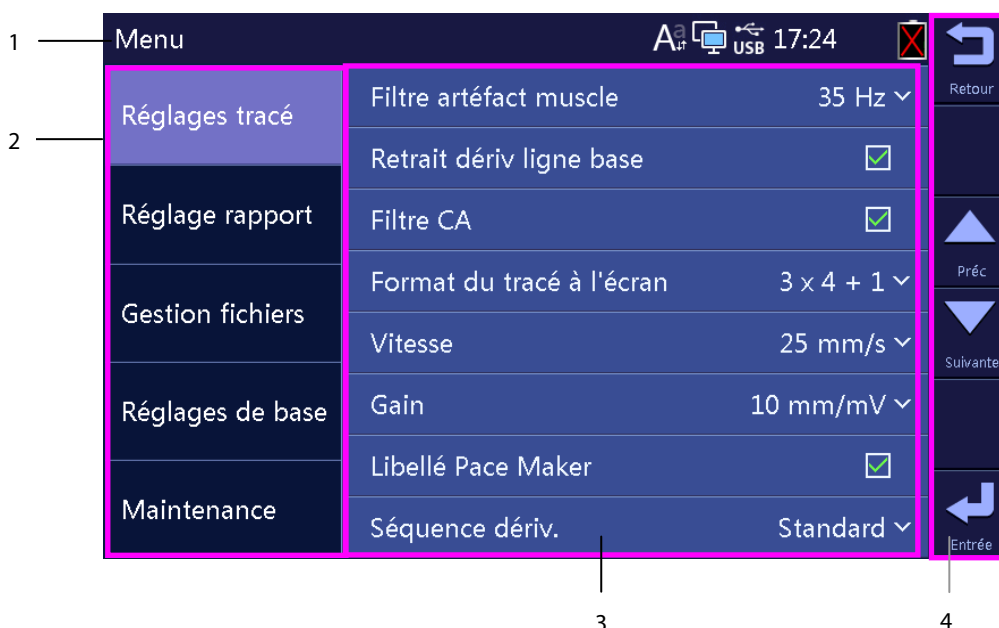 1
Menu
Aa USB 17:24
Retour
2
Réglages tracé
Réglage rapport
Gestion fichiers
Réglages de base
Maintenance
Filtre artéfact muscle 35 Hz
Retrait dériv ligne base
Filtre CA
Format du tracé à l'écran 3 x 4 + 1
Vitesse 25 mm/s
Gain 10 mm/mV
Libellé Pace Maker
Séquence dériv. Standard
Préc
Suivante
Entrée
3
4